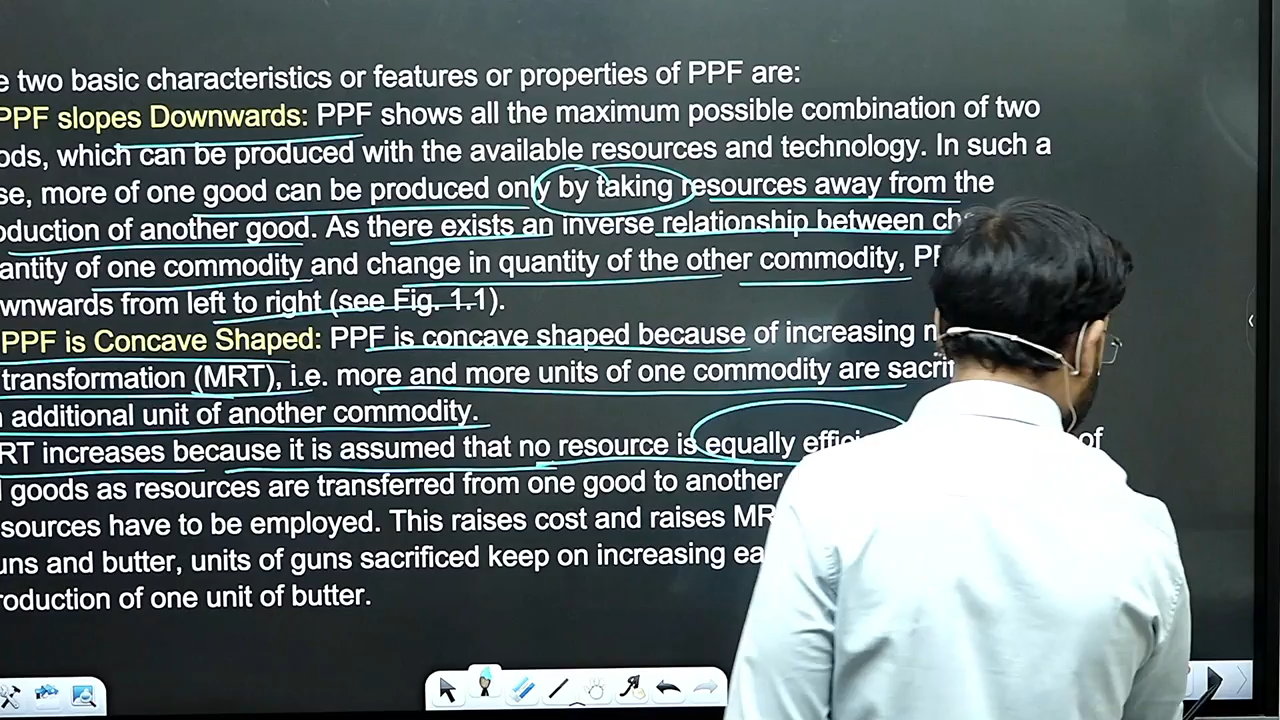 e two basic characteristics or features or properties of PPF are:
PPF slopes Downwards: PPF shows all the maximum possible combination of two
ods, which can be produced with the available resources and technology. In such a
se, more of one good can be produced only by taking resources away from the
oduction of another good. As there exists an inverse relationship between ch
antity of one commodity and change in quantity of the other commodity, PP
wnwards from left to right (see Fig. 1.1).
PPF is Concave Shaped: PPF is concave shaped because of increasing m
transformation (MRT), i.e. more and more units of one commodity are sacrif
additional unit of another commodity.
RT increases because it is assumed that no resource is equally effici of
goods as resources are transferred from one good to another
sources have to be employed. This raises cost and raises MR
uns and butter, units of guns sacrificed keep on increasing ea
roduction of one unit of butter.